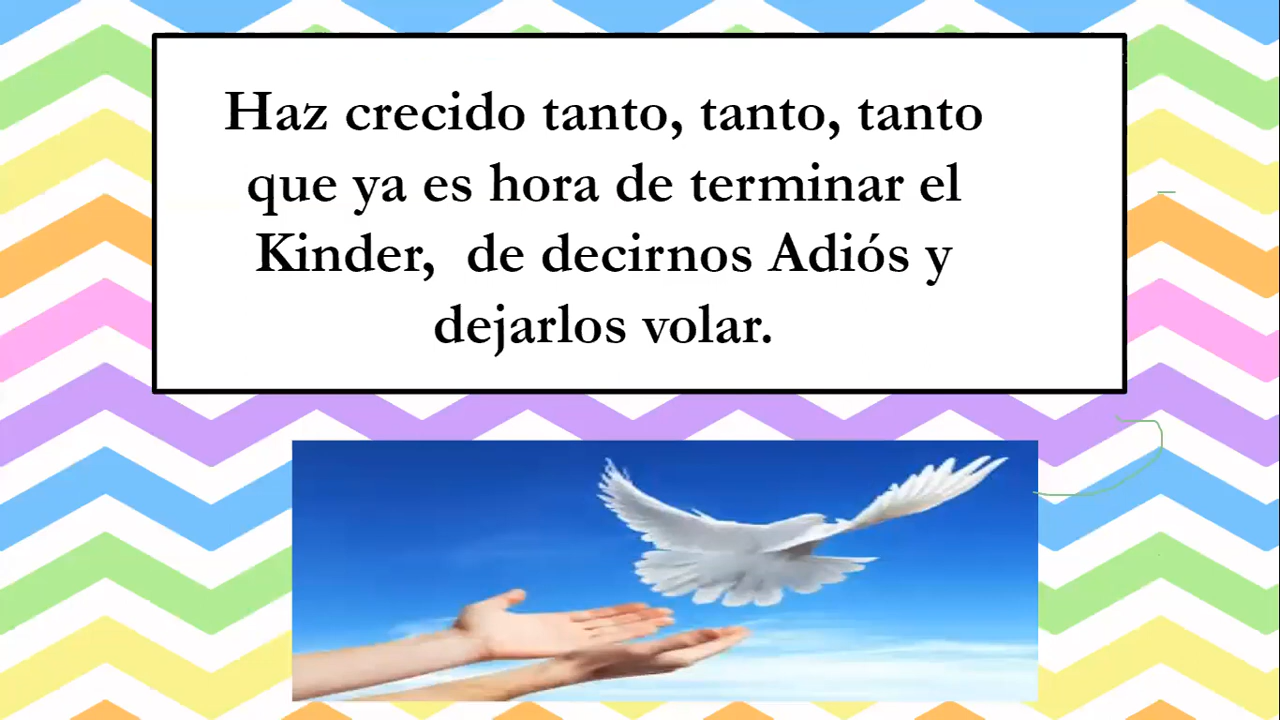 Haz crecido tanto, tanto, tanto
que ya es hora de terminar el
Kinder, de decirnos Adiós y
dejarlos volar.